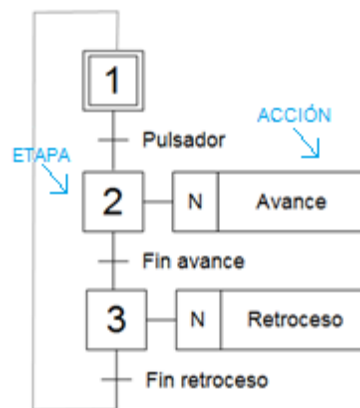 1
ACCIÓN
Pulsador
ETAPA
2 N Avance
Fin avance
3 N Retroceso
Fin retroceso